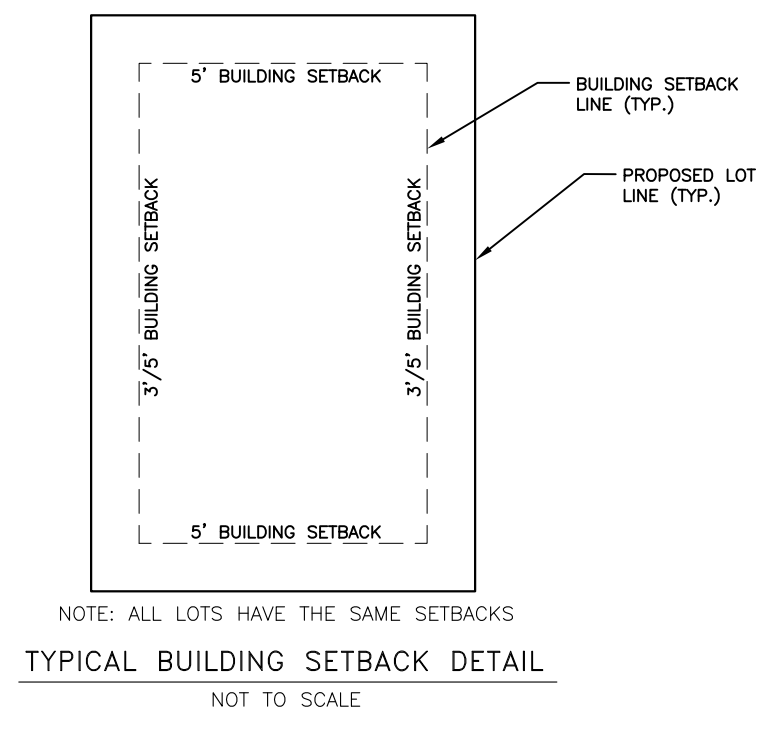 5' BUILDING SETBACK
BUILDING SETBACK
LINE (TYP.)
PROPOSED LOT
LINE (TYP.)
3'/5' BUILDING SETBACK
3'/5' BUILDING SETBACK
5' BUILDING SETBACK
NOTE: ALL LOTS HAVE THE SAME SETBACKS
TYPICAL BUILDING SETBACK DETAIL
NOT TO SCALE